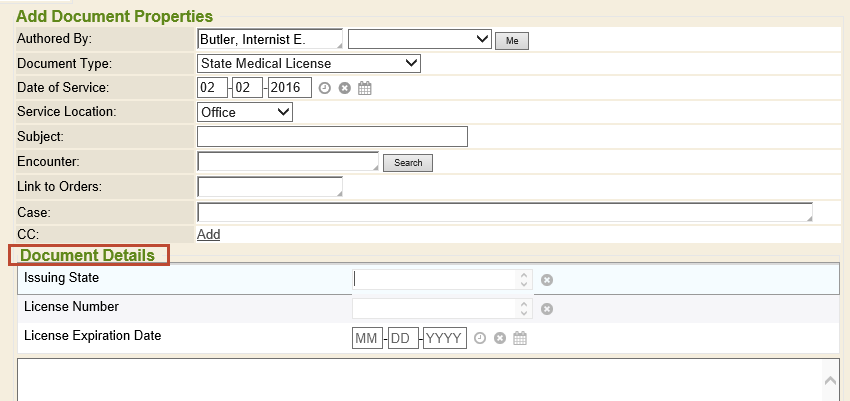 Add Document Properties
Authored By: Butler, Internist E. Me
Document Type: State Medical License
Date of Service: 02 - 02 - 2016
Service Location: Office
Subject:
Encounter: Search
Link to Orders:
Case:
CC: Add
Document Details
Issuing State
License Number
License Expiration Date MM - DD - YYYY